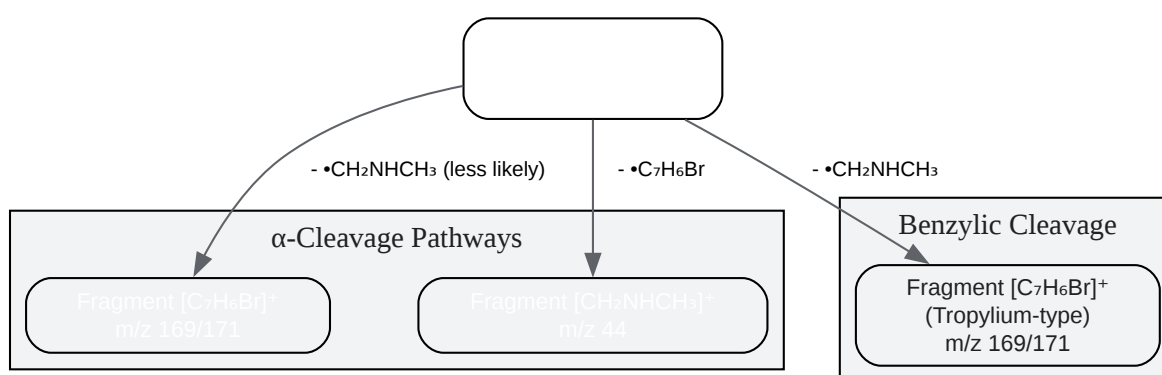 - •CH₂NHCH₃ (less likely)
- •C₇H₆Br
- •CH₂NHCH₃
α-Cleavage Pathways
Benzylic Cleavage
Fragment [C₇H₆Br]⁺
m/z 169/171
Fragment [CH₂NHCH₃]⁺
m/z 44
Fragment [C₇H₆Br]⁺
(Tropylium-type)
m/z 169/171